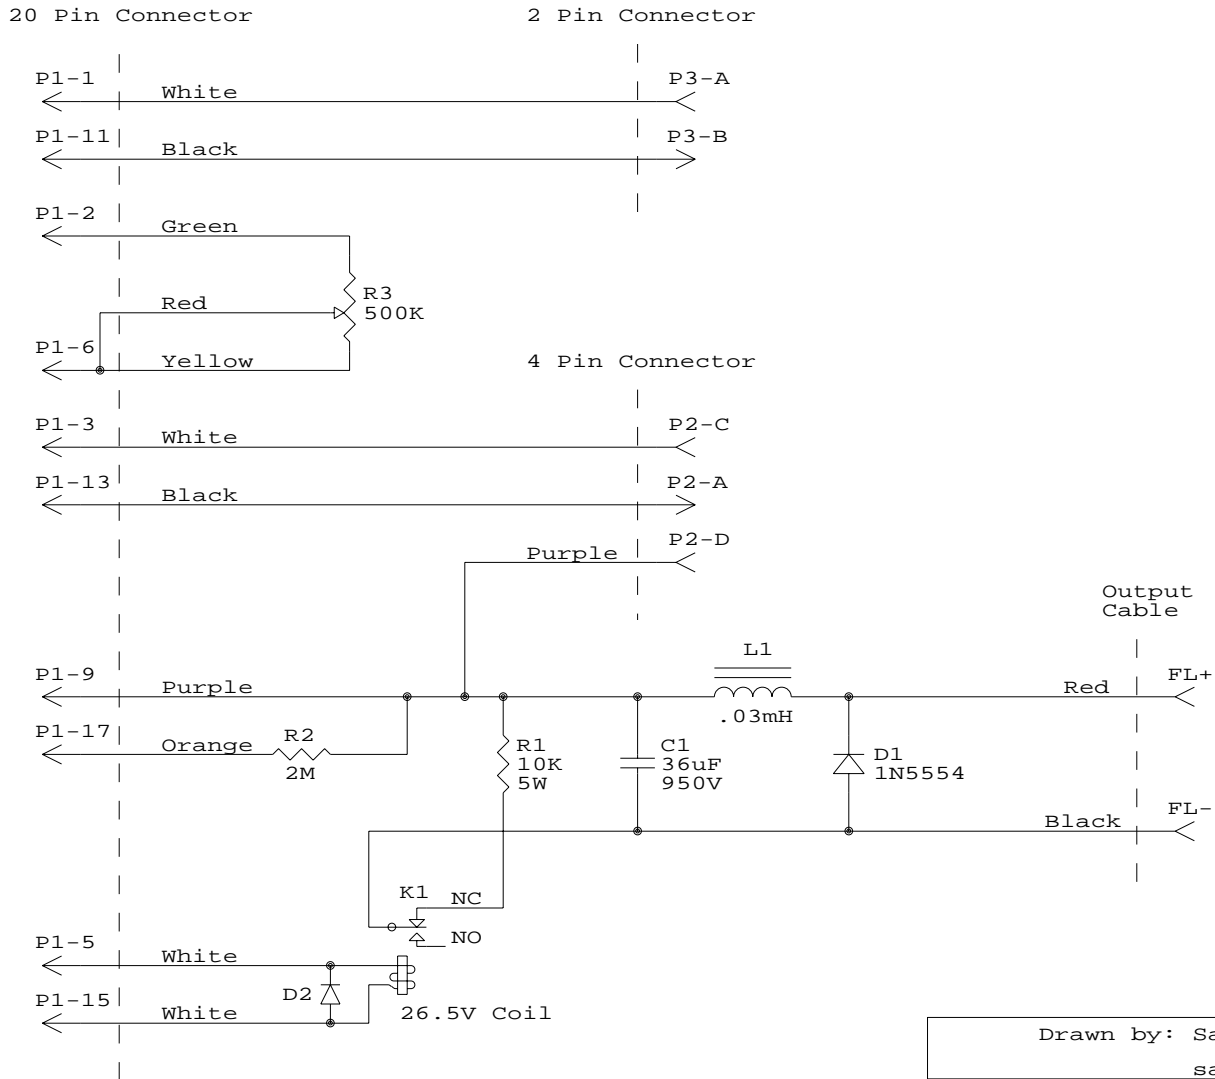 20 Pin Connector
2 Pin Connector
P1-1
White
P3-A
P1-11
Black
P3-B
P1-2
Green
Red
R3
500K
P1-6
Yellow
4 Pin Connector
P1-3
White
P2-C
P1-13
Black
P2-A
P2-D
Purple
Output
Cable
L1
P1-9
Purple
.03mH
Red
FL+
P1-17
Orange
R2
2M
R1
10K
5W
C1
36uF
950V
D1
1N5554
Black
FL-
K1
NC
NO
P1-5
White
D2
P1-15
White
26.5V Coil
Drawn by: Sa
sa